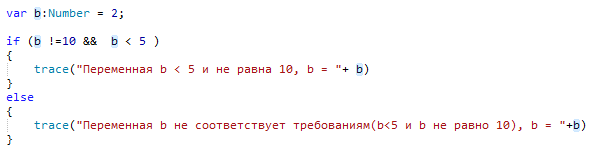 var b:Number = 2;
if (b !=10 && b < 5 )
{
trace("Переменная b < 5 и не равна 10, b = "+ b)
}
else
{
trace("Переменная b не соответствует требованиям(b<5 и b не равно 10), b = "+b)
}